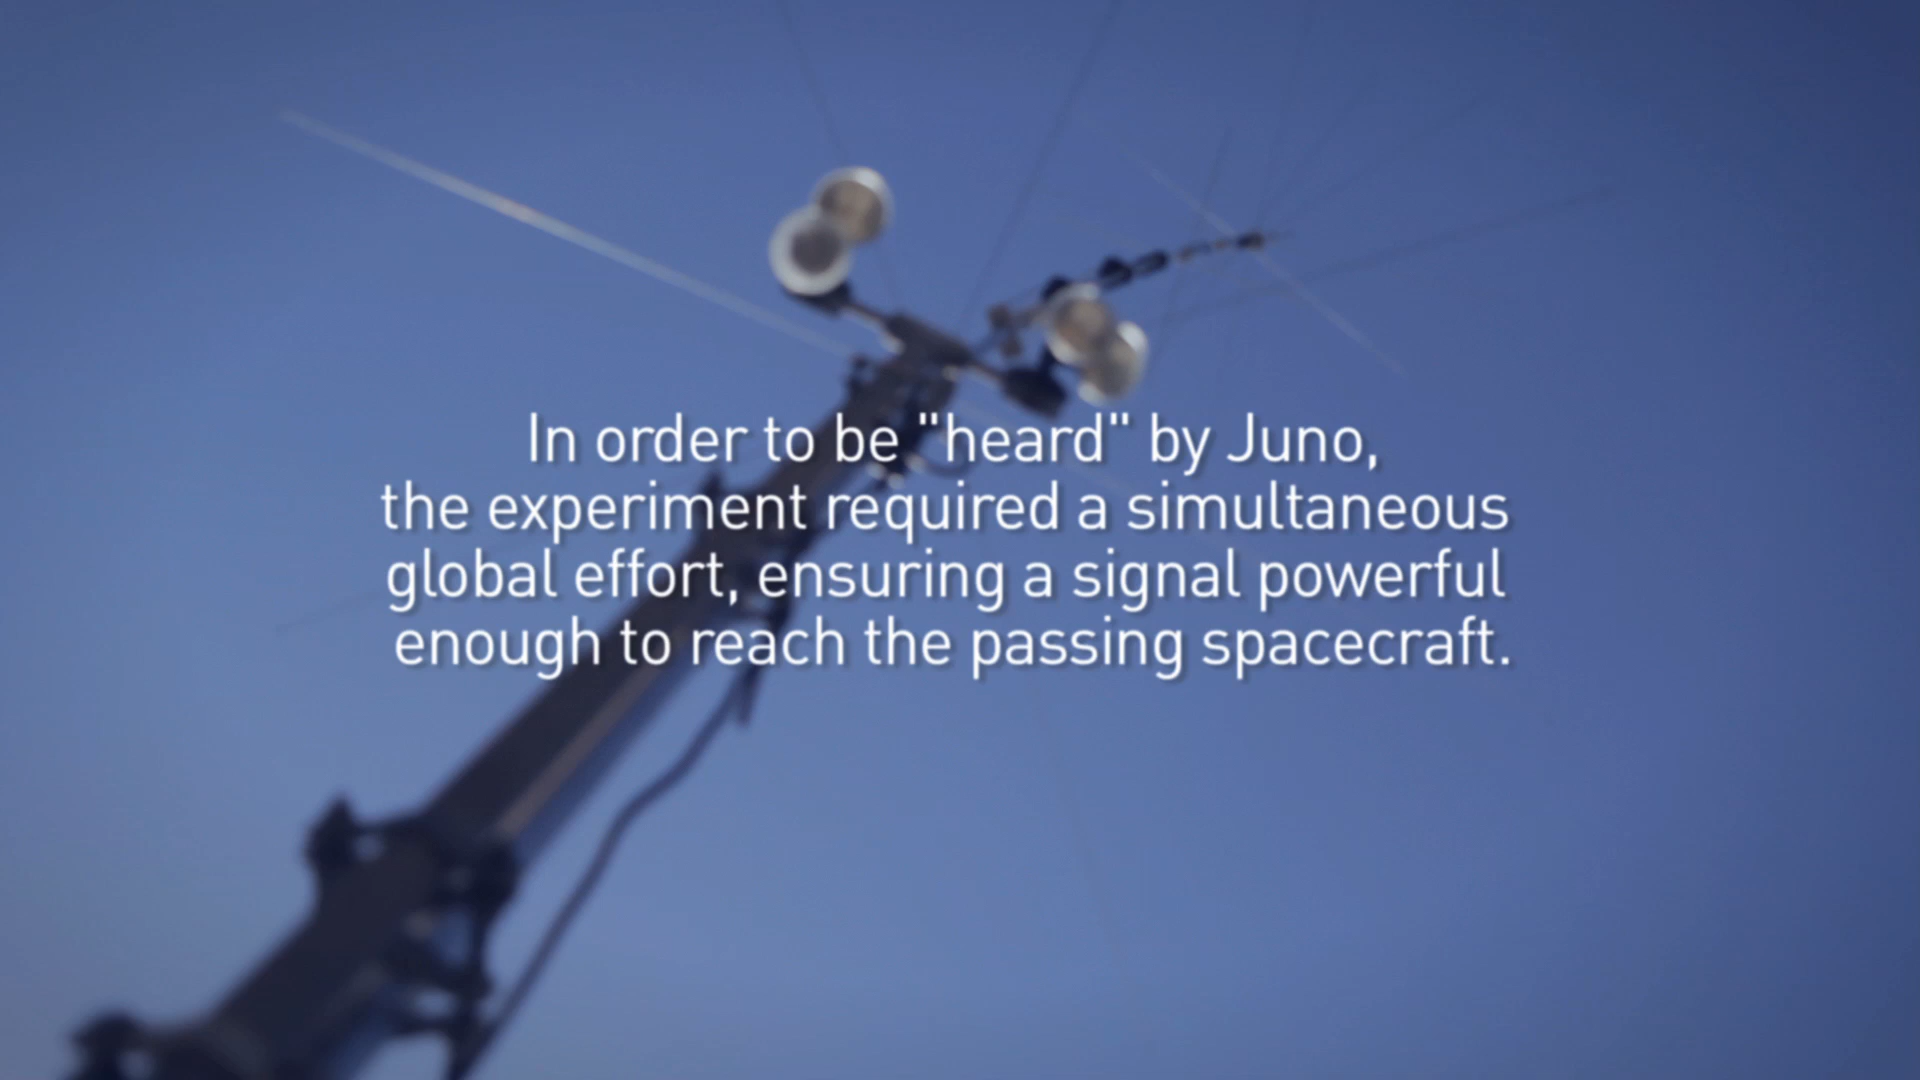 In order to be "heard" by Juno,
the experiment required a simultaneous
global effort, ensuring a signal powerful
enough to reach the passing spacecraft.